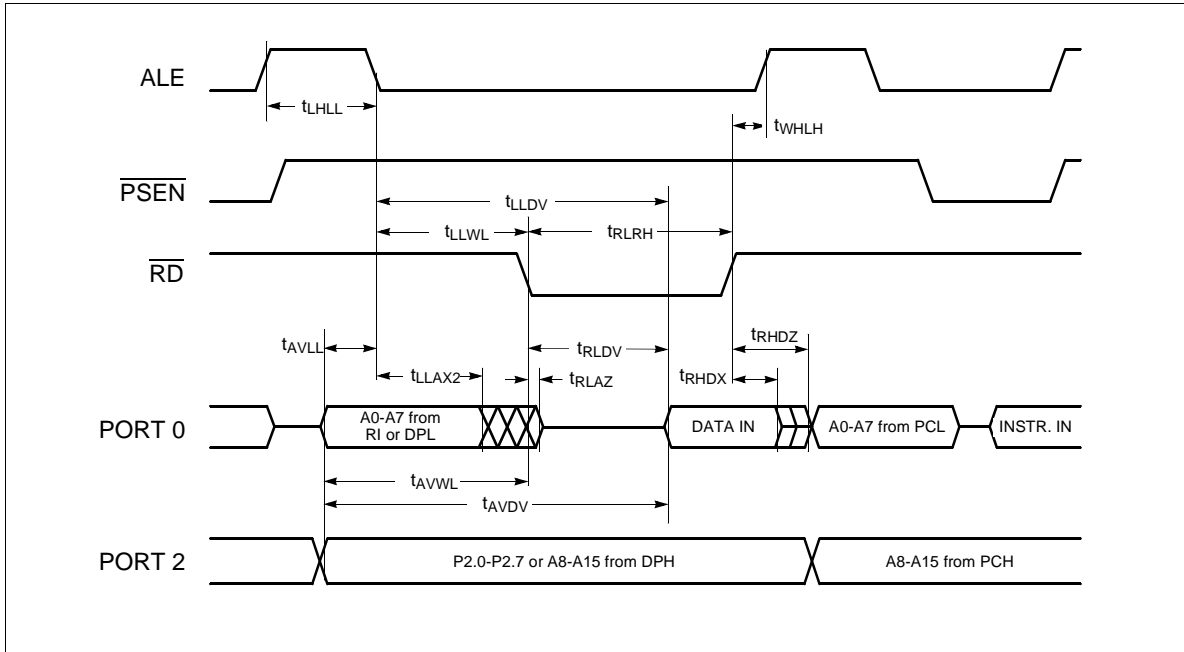 ALE
tLHLL
tWHLH
PSEN
tLLDV
tLLWL
tRLRH
RD
tAVLL
tRLDV
tRHDZ
tLLAX2
tRLAZ
tRHDX
PORT 0
A0-A7 from
RI or DPL
DATA IN
A0-A7 from PCL
INSTR. IN
tAVWL
tAVDV
PORT 2
P2.0-P2.7 or A8-A15 from DPH
A8-A15 from PCH